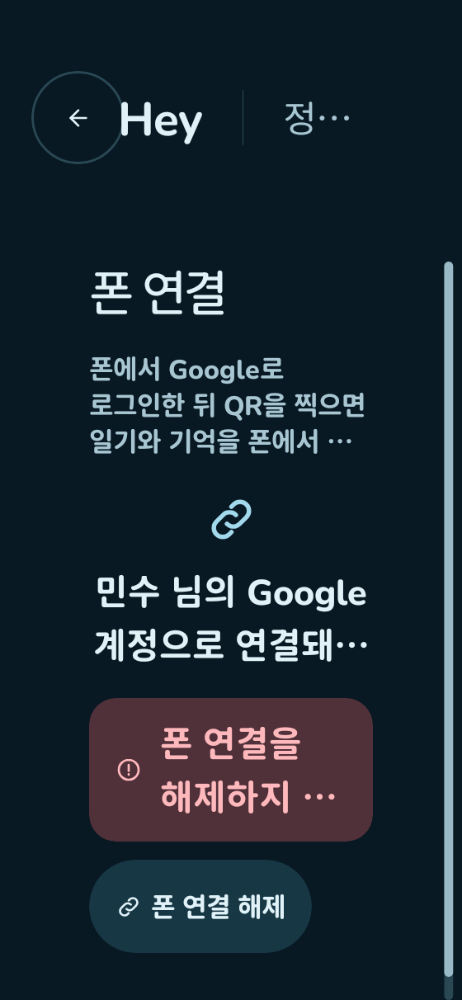 Hey
정…
폰 연결
폰에서 Google로
로그인한 뒤 QR을 찍으면
일기와 기억을 폰에서 …
민수 님의 Google
계정으로 연결돼…
폰 연결을
해제하지 …
폰 연결 해제